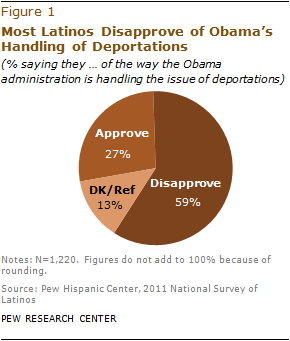 Figure 1
Most Latinos Disapprove of Obama's
Handling of Deportations
(% saying they … of the way the Obama
administration is handling the issue of deportations)
Approve
27%
Disapprove
59%
DK/Ref
13%
Notes: N=1,220. Figures do not add to 100% because of
rounding.
Source: Pew Hispanic Center, 2011 National Survey of
Latinos
PEW RESEARCH CENTER